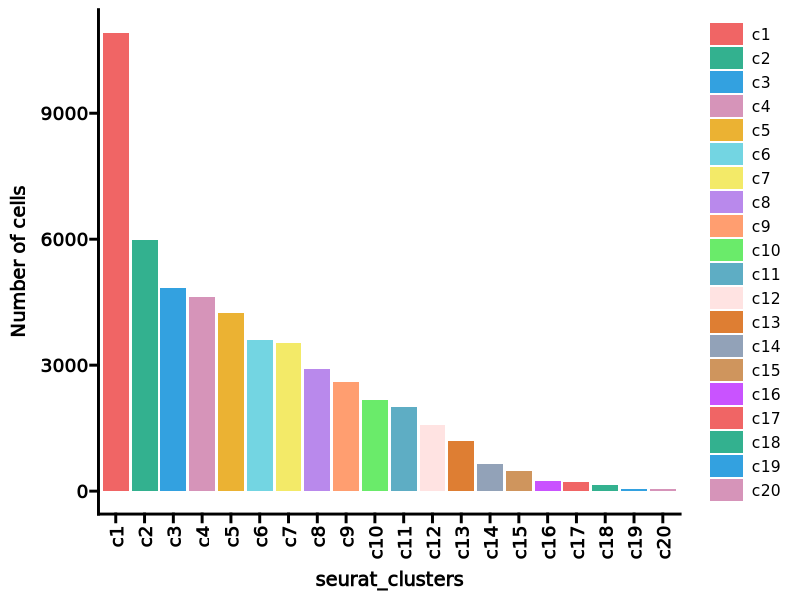 Number of cells
9000
6000
3000
0
c1 c2 c3 c4 c5 c6 c7 c8 c9 c10 c11 c12 c13 c14 c15 c16 c17 c18 c19 c20
seurat_clusters
c1
c2
c3
c4
c5
c6
c7
c8
c9
c10
c11
c12
c13
c14
c15
c16
c17
c18
c19
c20